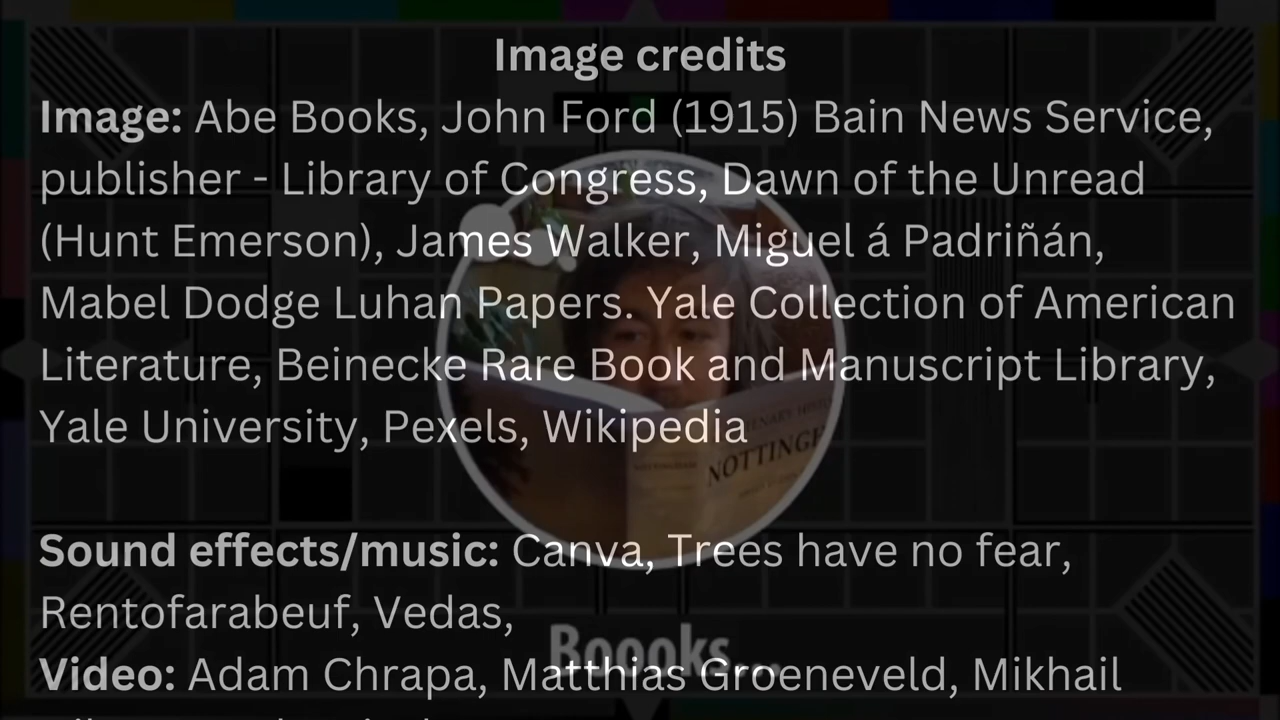 Image credits
Image: Abe Books, John Ford (1915) Bain News Service,
publisher - Library of Congress, Dawn of the Unread
(Hunt Emerson), James Walker, Miguel á Padriñán,
Mabel Dodge Luhan Papers. Yale Collection of American
Literature, Beinecke Rare Book and Manuscript Library,
Yale University, Pexels, Wikipedia
NOTTINGH
Sound effects/music: Canva, Trees have no fear,
Rentofarabeuf, Vedas,
Boooks...
Video: Adam Chrapa, Matthias Groeneveld, Mikhail